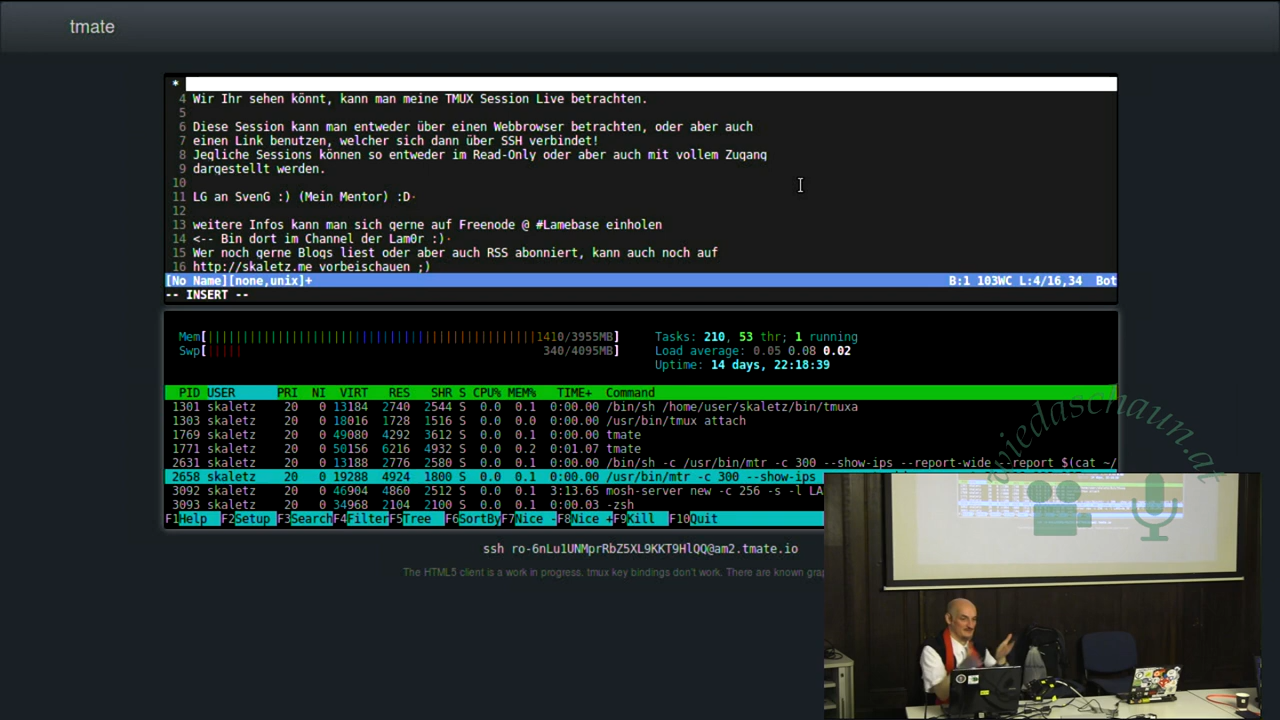 tmate
*
4 Wir Ihr sehen könnt, kann man meine TMUX Session Live betrachten.
5
6 Diese Session kann man entweder über einen Webbrowser betrachten, oder aber auch
7 einen Link benutzen, welcher sich dann über SSH verbindet!
8 Jegliche Sessions können so entweder im Read-Only oder aber auch mit vollem Zugang
9 dargestellt werden.
10
11 LG an SvenG :) (Mein Mentor) :D·
12
13 weitere Infos kann man sich gerne auf Freenode @ #Lamebase einholen
14 <-- Bin dort im Channel der Lam0r :)·
15 Wer noch gerne Blogs liest oder aber auch RSS abonniert, kann auch noch auf
16 http://skaletz.me vorbeischauen ;)
[No Name][none,unix]+ B:1 103WC L:4/16,34 Bot
-- INSERT --
Mem[||||||||||||||||||||||||||||||||||||||||||||||1410/3955MB] Tasks: 210, 53 thr; 1 running
Swp[||||| 340/4095MB] Load average: 0.05 0.08 0.02
Uptime: 14 days, 22:18:39
PID USER PRI NI VIRT RES SHR S CPU% MEM% TIME+ Command
1301 skaletz 20 0 13184 2740 2544 S 0.0 0.1 0:00.00 /bin/sh /home/user/skaletz/bin/tmuxa
1303 skaletz 20 0 18016 1728 1516 S 0.0 0.0 0:00.00 /usr/bin/tmux attach
1769 skaletz 20 0 49080 4292 3612 S 0.0 0.1 0:00.00 tmate
1771 skaletz 20 0 50156 6216 4932 S 0.0 0.2 0:01.07 tmate
2631 skaletz 20 0 13188 2776 2580 S 0.0 0.1 0:00.00 /bin/sh -c /usr/bin/mtr -c 300 --show-ips --report-wide --report $(cat ~/
2658 skaletz 20 0 19288 4924 1800 S 0.0 0.1 0:00.00 /usr/bin/mtr -c 300 --show-ips
3092 skaletz 20 0 46904 4860 2512 S 0.0 0.1 3:13.65 mosh-server new -c 256 -s -l LA
3093 skaletz 20 0 34968 2104 2100 S 0.0 0.1 0:00.03 -zsh
F1Help F2Setup F3SearchF4FilterF5Tree F6SortByF7Nice -F8Nice +F9Kill F10Quit
ssh ro-6nLu1UNMprRbZ5XL9KKT9HlQQ@am2.tmate.io
The HTML5 client is a work in progress. tmux key bindings don't work. There are known gra
wiedaschaun.at